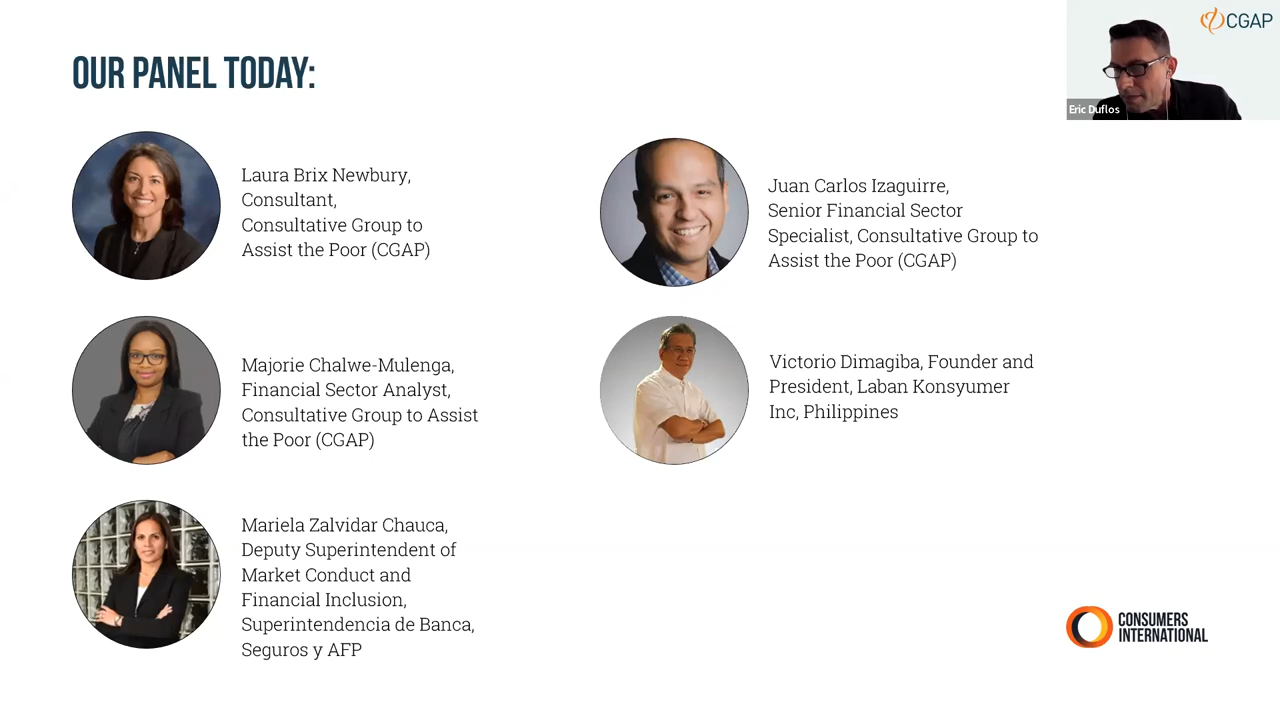 OUR PANEL TODAY:
CGAP
Eric Duflos
Laura Brix Newbury,
Consultant,
Consultative Group to
Assist the Poor (CGAP)
Juan Carlos Izaguirre,
Senior Financial Sector
Specialist, Consultative Group to
Assist the Poor (CGAP)
Majorie Chalwe-Mulenga,
Financial Sector Analyst,
Consultative Group to Assist
the Poor (CGAP)
Victorio Dimagiba, Founder and
President, Laban Konsyumer
Inc, Philippines
Mariela Zalvidar Chauca,
Deputy Superintendent of
Market Conduct and
Financial Inclusion,
Superintendencia de Banca,
Seguros y AFP
CONSUMERS
INTERNATIONAL